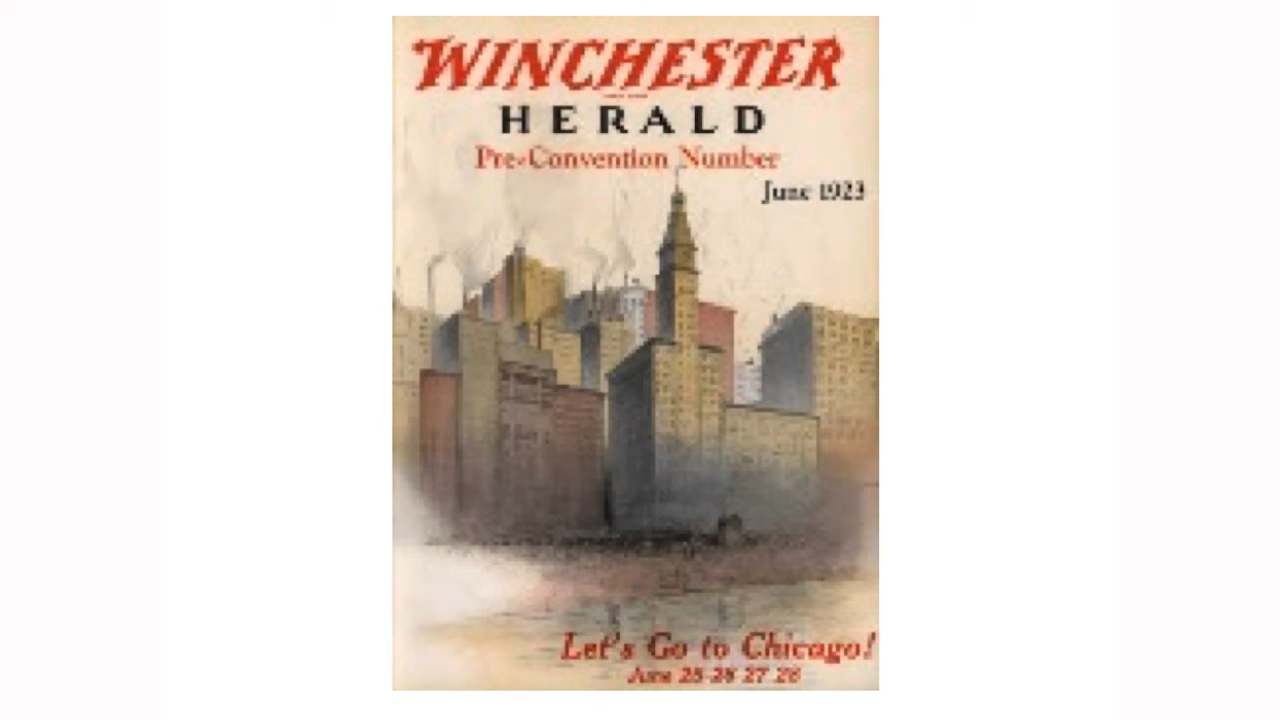 WINCHESTER
HERALD
Pre-Convention Number
June 1923
Let's Go to Chicago!
June 25 26 27 28